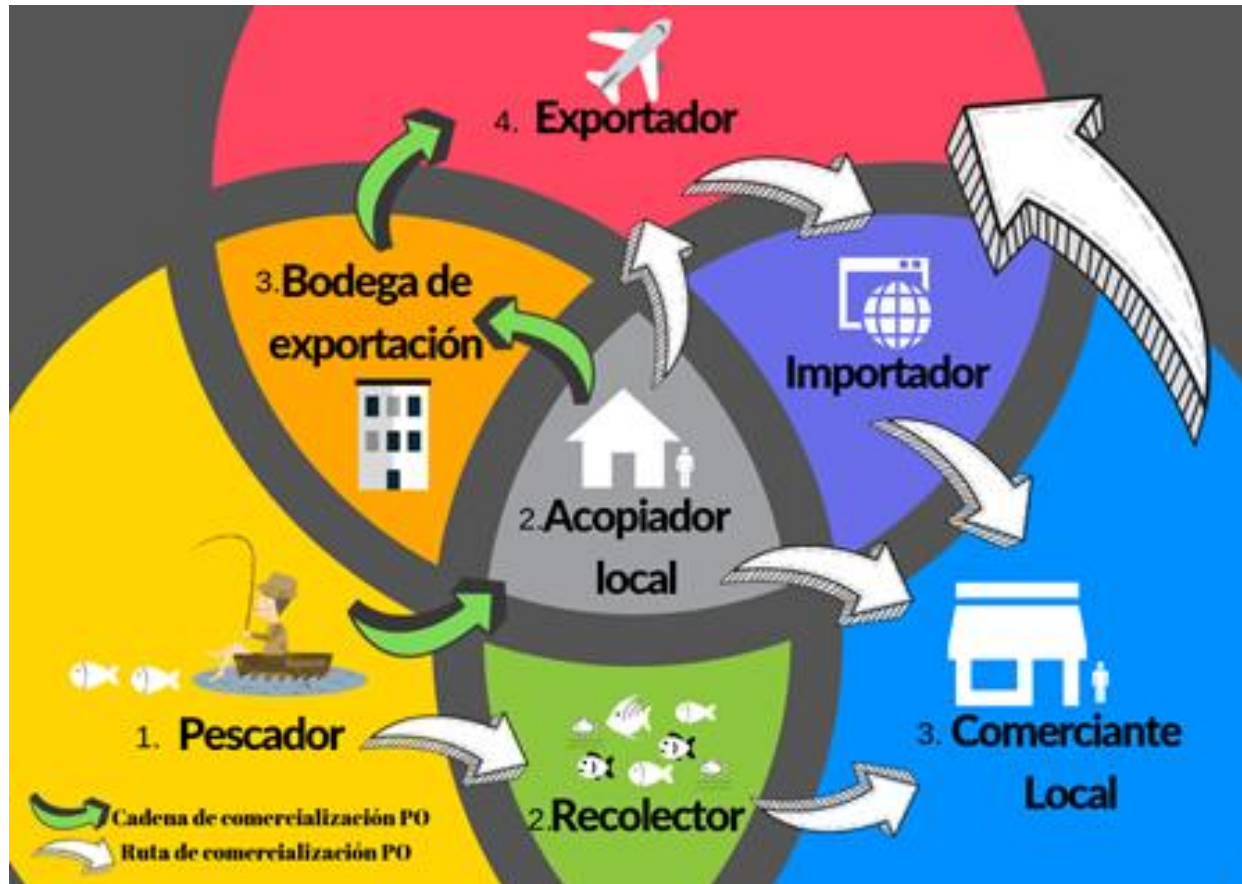 4. Exportador
3. Bodega de
exportación
Importador
2. Acopiador
local
1. Pescador
2. Recolector
3. Comerciante
Local
Cadena de comercialización PO
Ruta de comercialización PO